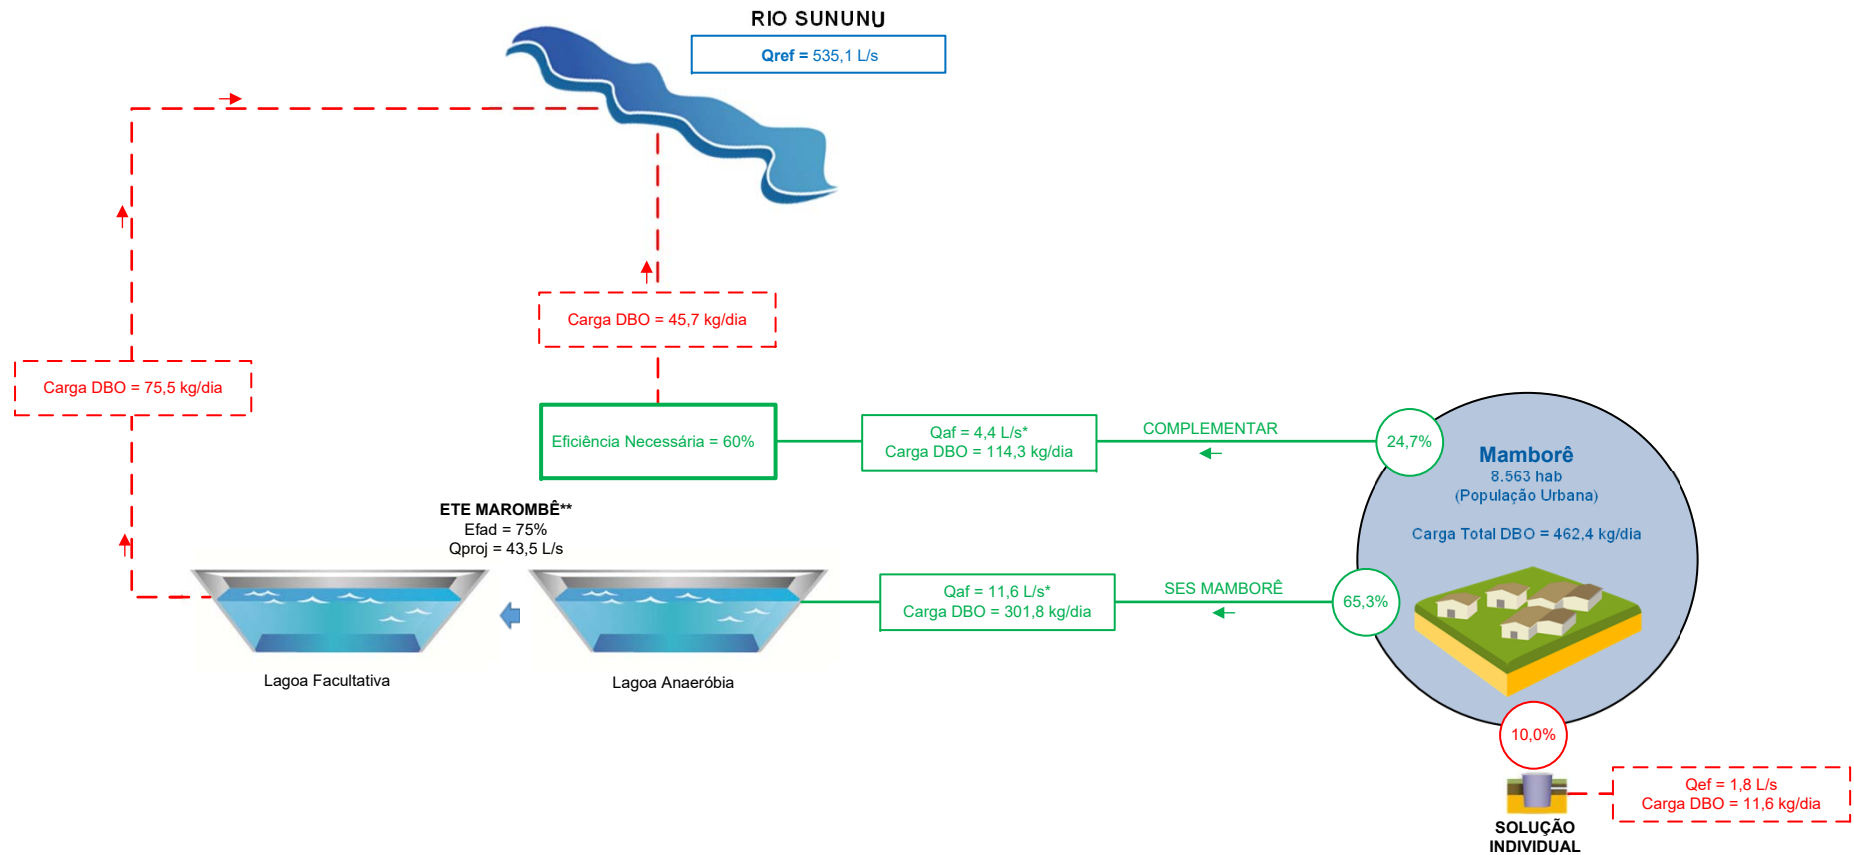 RIO SUNUNU
Qref = 535,1 L/s
Carga DBO = 45,7 kg/dia
Carga DBO = 75,5 kg/dia
Eficiência Necessária = 60%
Qaf = 4,4 L/s*
Carga DBO = 114,3 kg/dia
COMPLEMENTAR
24,7%
Mamborê
8.563 hab
(População Urbana)
Carga Total DBO = 462,4 kg/dia
ETE MAROMBÊ**
Efad = 75%
Qproj = 43,5 L/s
Qaf = 11,6 L/s*
Carga DBO = 301,8 kg/dia
SES MAMBORÊ
65,3%
Lagoa Facultativa
Lagoa Anaeróbia
10,0%
Qef = 1,8 L/s
Carga DBO = 11,6 kg/dia
SOLUÇÃO
INDIVIDUAL